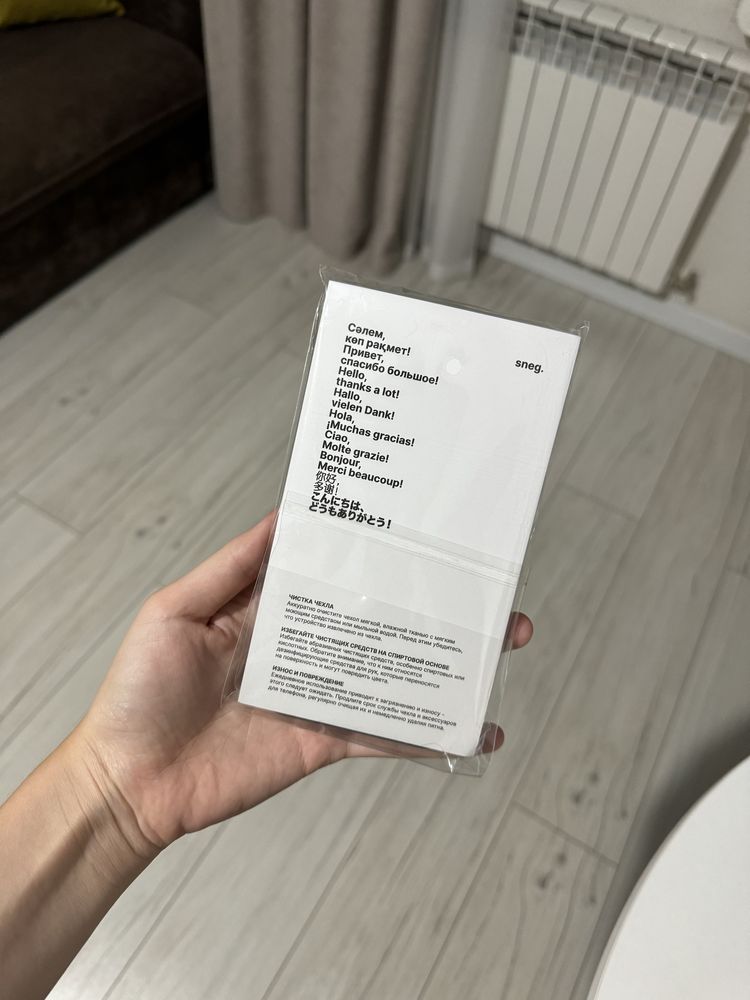 Сәлем,
көп рақмет!
Привет,
спасибо большое!
Hello,
thanks a lot!
Hallo,
vielen Dank!
Hola,
¡Muchas gracias!
Ciao,
Molte grazie!
Bonjour,
Merci beaucoup!
你好，
多谢！
こんにちは、
どうもありがとう！
sneg.
ЧИСТКА ЧЕХЛА
Аккуратно очистите чехол мягкой, влажной тканью с мягким
моющим средством или мыльной водой. Перед этим убедитесь,
что устройство извлечено из чехла.
ИЗБЕГАЙТЕ ЧИСТЯЩИХ СРЕДСТВ НА СПИРТОВОЙ ОСНОВЕ
Избегайте абразивных чистящих средств, особенно спиртовых или
кислотных. Обратите внимание, что к ним относятся
дезинфицирующие средства для рук, которые переносятся
на поверхность и могут повредить цвета.
ИЗНОС И ПОВРЕЖДЕНИЕ
Ежедневное использование приводит к загрязнению и износу -
этого следует ожидать. Продлите срок службы чехла и аксессуаров
для телефона, регулярно очищая их и немедленно удаляя пятна.